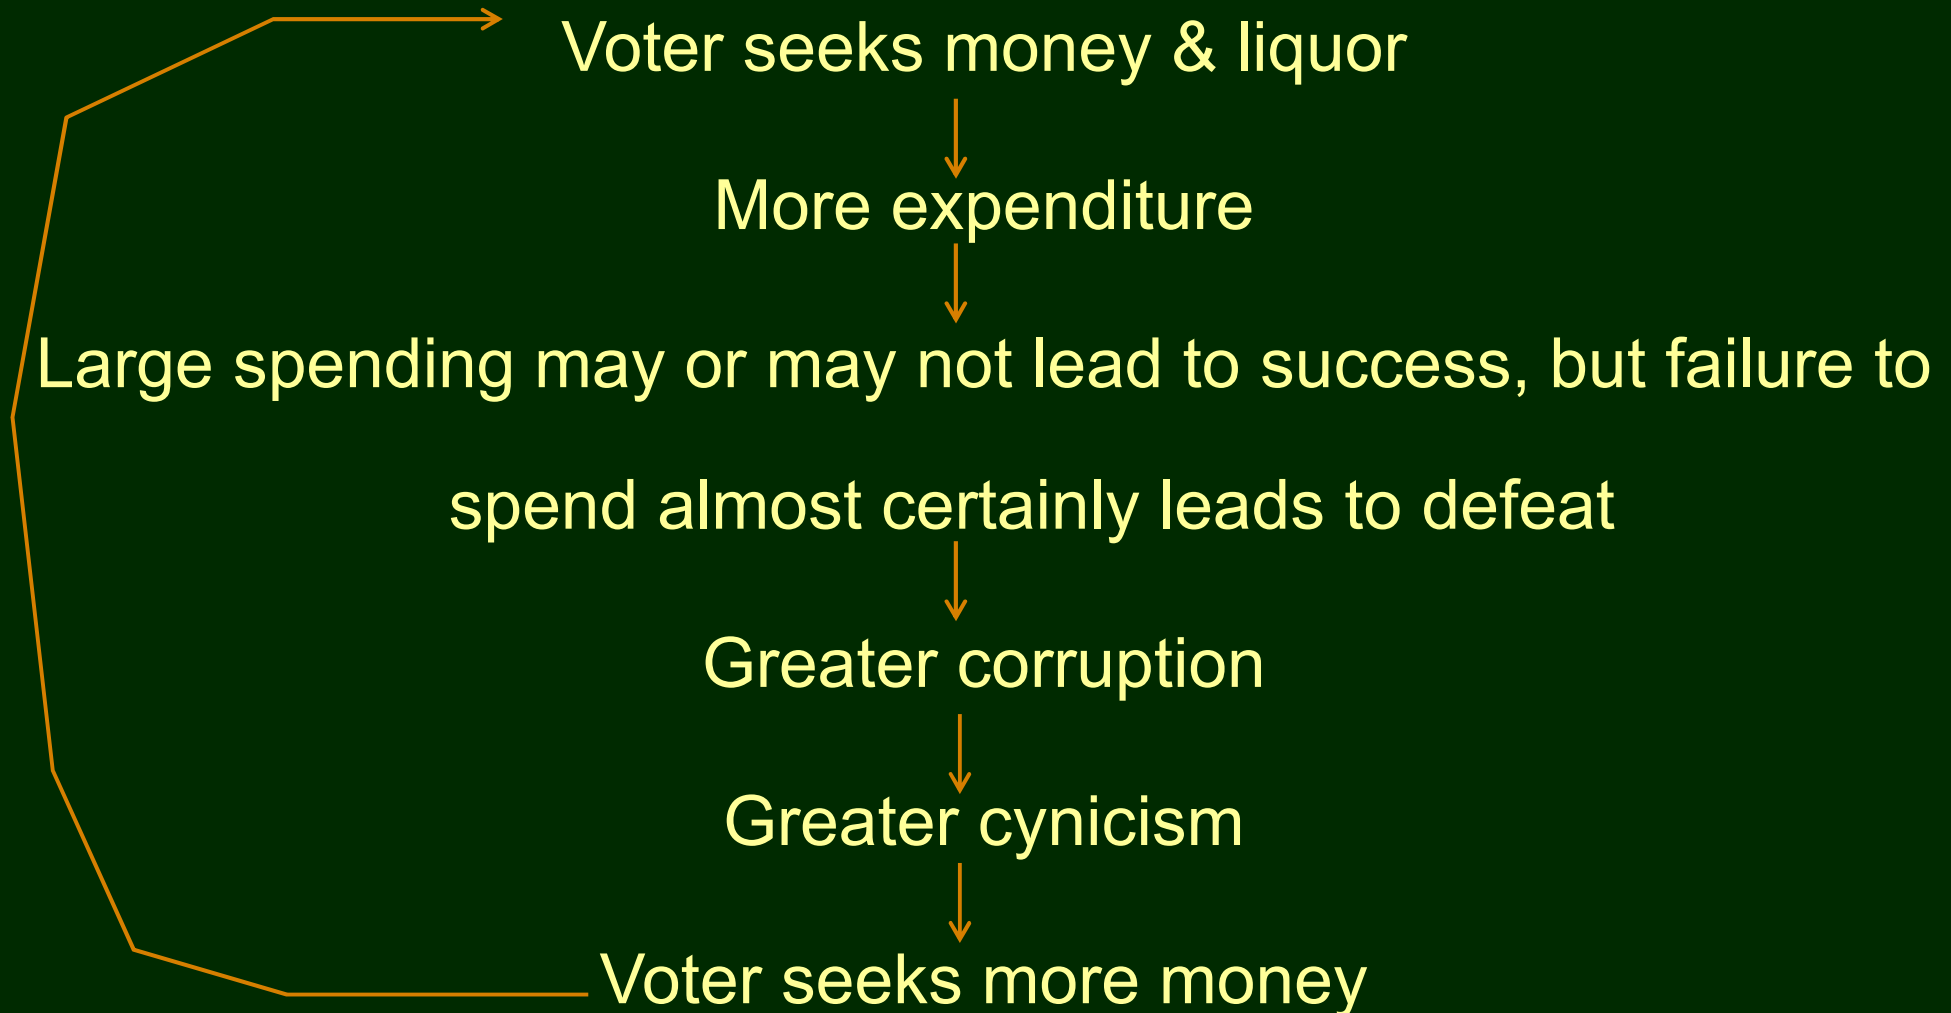 Voter seeks money & liquor
More expenditure
Large spending may or may not lead to success, but failure to
spend almost certainly leads to defeat
Greater corruption
Greater cynicism
Voter seeks more money